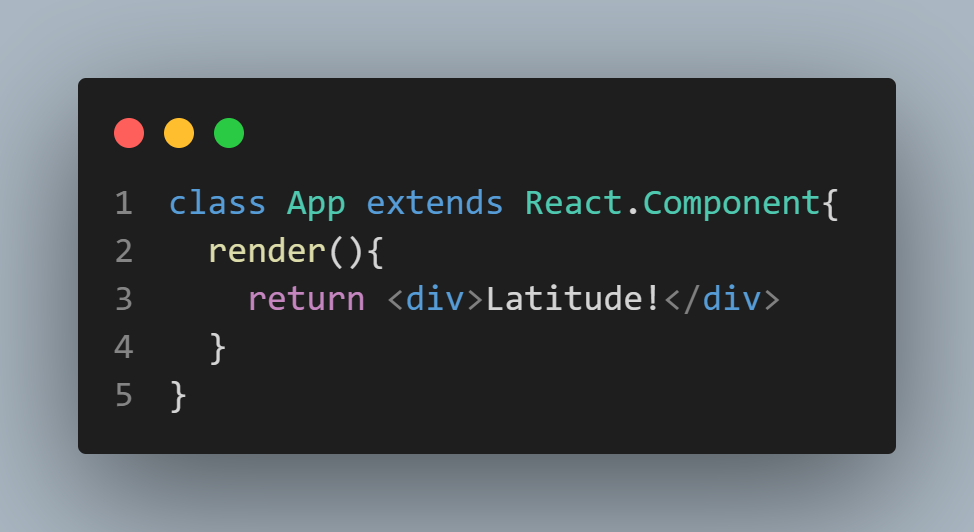 1 class App extends React.Component{
2   render(){
3     return <div>Latitude!</div>
4   }
5 }